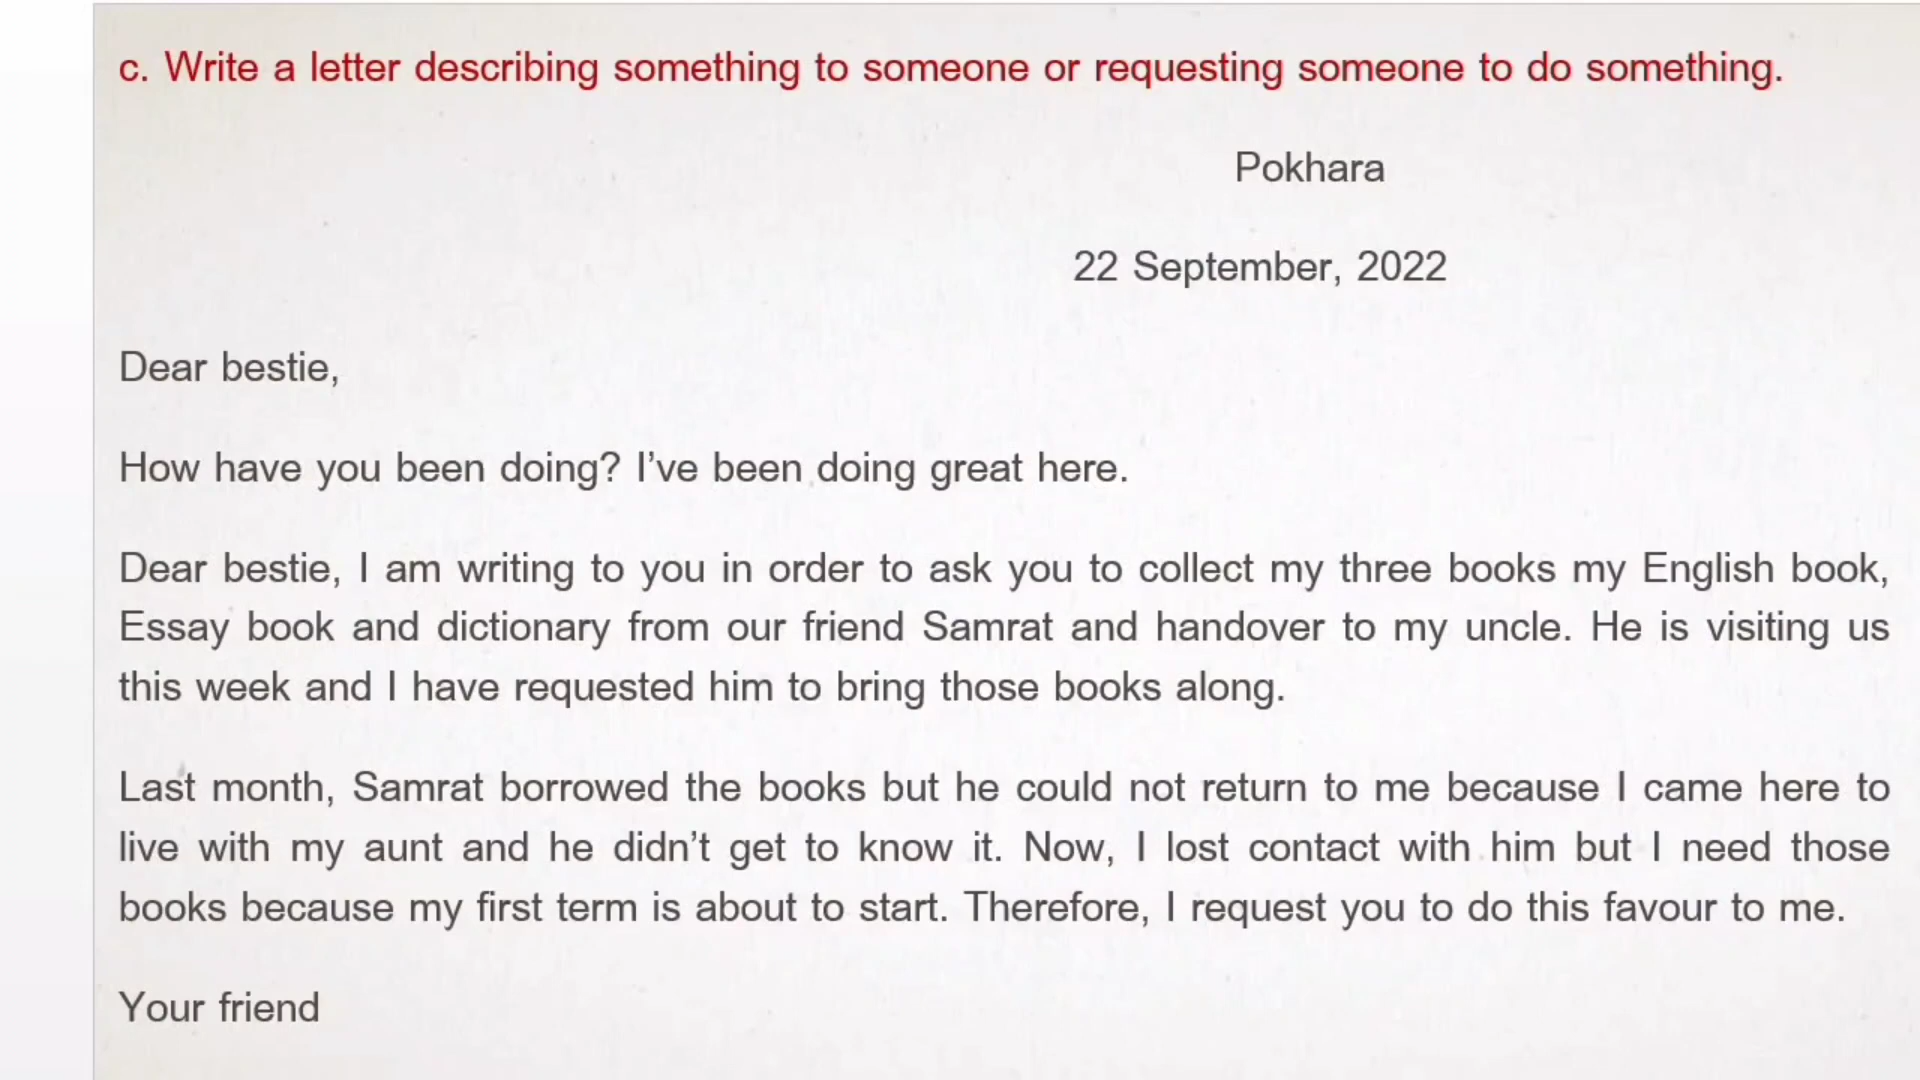 c. Write a letter describing something to someone or requesting someone to do something.
Pokhara
22 September, 2022
Dear bestie,
How have you been doing? I've been doing great here.
Dear bestie, I am writing to you in order to ask you to collect my three books my English book,
Essay book and dictionary from our friend Samrat and handover to my uncle. He is visiting us
this week and I have requested him to bring those books along.
Last month, Samrat borrowed the books but he could not return to me because I came here to
live with my aunt and he didn't get to know it. Now, I lost contact with him but I need those
books because my first term is about to start. Therefore, I request you to do this favour to me.
Your friend